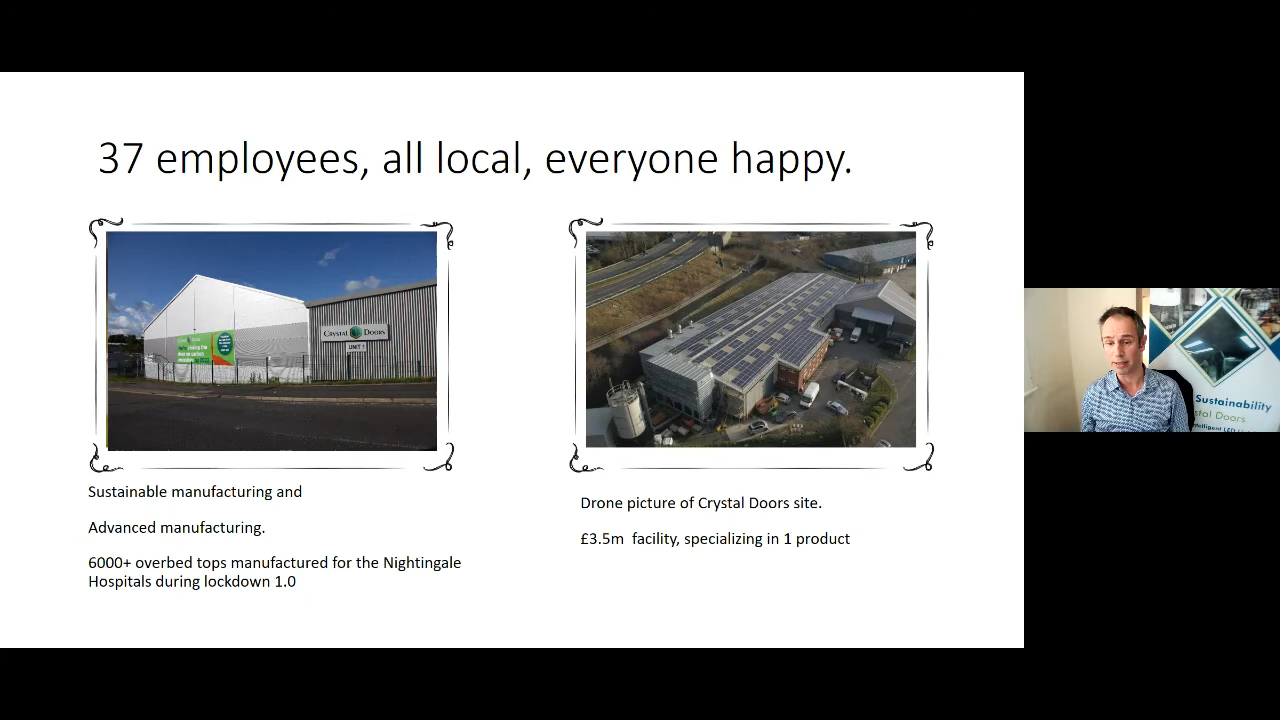 37 employees, all local, everyone happy.
CRYSTAL DOORS
UNIT 1
Sustainable manufacturing and
Advanced manufacturing.
6000+ overbed tops manufactured for the Nightingale
Hospitals during lockdown 1.0
Drone picture of Crystal Doors site.
£3.5m facility, specializing in 1 product
Sustainability
stal Doors